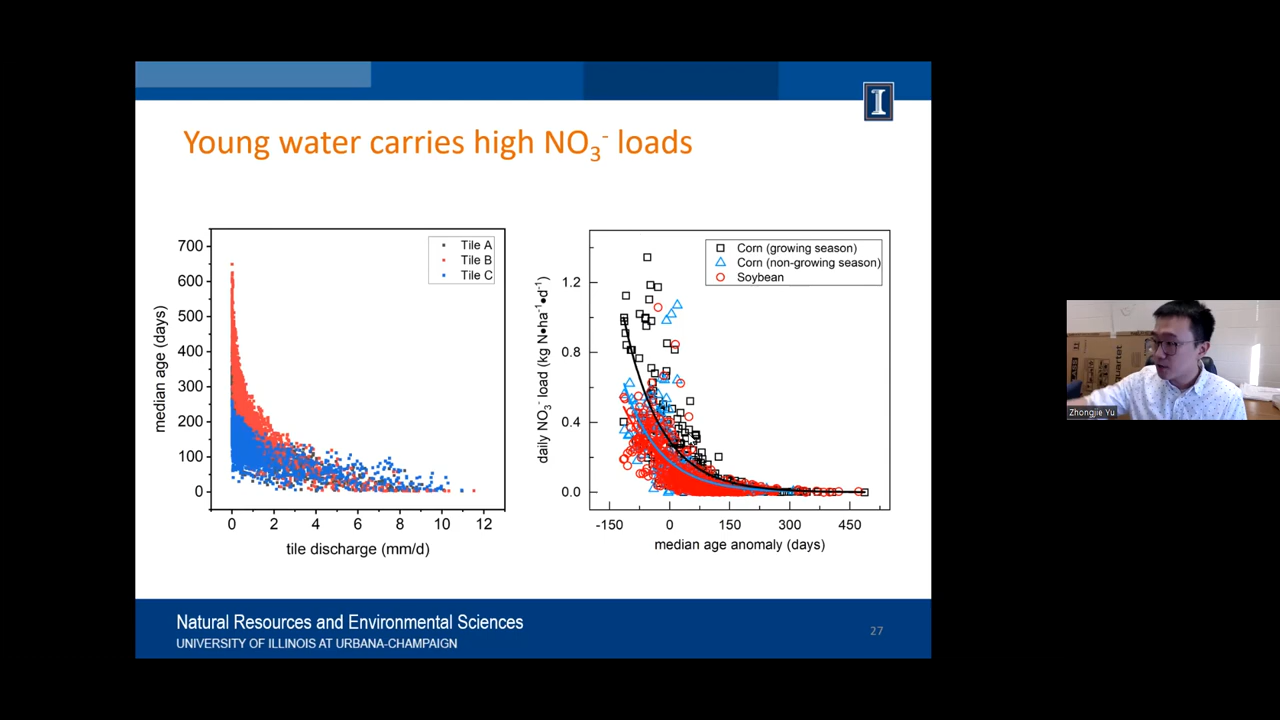 I
Young water carries high NO3- loads
700
600
500
400
300
200
100
0
median age (days)
Tile A
Tile B
Tile C
0 2 4 6 8 10 12
tile discharge (mm/d)
1.2
0.8
0.4
0.0
daily NO3- load (kg N•ha-1•d-1)
Corn (growing season)
Corn (non-growing season)
Soybean
-150 0 150 300 450
median age anomaly (days)
Natural Resources and Environmental Sciences
UNIVERSITY OF ILLINOIS AT URBANA-CHAMPAIGN
27
quartet
Zhongjie Yu